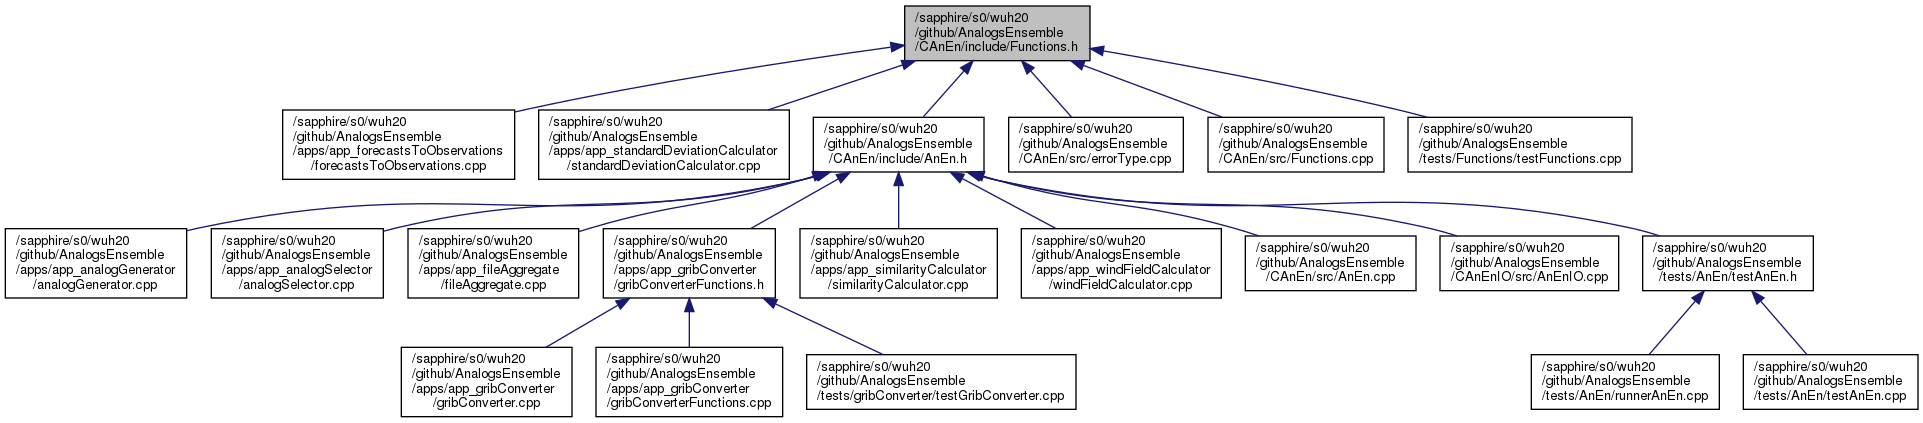 /sapphire/s0/wuh20
/github/AnalogsEnsemble
/CAnEn/include/Functions.h
/sapphire/s0/wuh20
/github/AnalogsEnsemble
/apps/app_forecastsToObservations
/forecastsToObservations.cpp
/sapphire/s0/wuh20
/github/AnalogsEnsemble
/apps/app_standardDeviationCalculator
/standardDeviationCalculator.cpp
/sapphire/s0/wuh20
/github/AnalogsEnsemble
/CAnEn/include/AnEn.h
/sapphire/s0/wuh20
/github/AnalogsEnsemble
/CAnEn/src/errorType.cpp
/sapphire/s0/wuh20
/github/AnalogsEnsemble
/CAnEn/src/Functions.cpp
/sapphire/s0/wuh20
/github/AnalogsEnsemble
/tests/Functions/testFunctions.cpp
/sapphire/s0/wuh20
/github/AnalogsEnsemble
/apps/app_analogGenerator
/analogGenerator.cpp
/sapphire/s0/wuh20
/github/AnalogsEnsemble
/apps/app_analogSelector
/analogSelector.cpp
/sapphire/s0/wuh20
/github/AnalogsEnsemble
/apps/app_fileAggregate
/fileAggregate.cpp
/sapphire/s0/wuh20
/github/AnalogsEnsemble
/apps/app_gribConverter
/gribConverterFunctions.h
/sapphire/s0/wuh20
/github/AnalogsEnsemble
/apps/app_similarityCalculator
/similarityCalculator.cpp
/sapphire/s0/wuh20
/github/AnalogsEnsemble
/apps/app_windFieldCalculator
/windFieldCalculator.cpp
/sapphire/s0/wuh20
/github/AnalogsEnsemble
/CAnEn/src/AnEn.cpp
/sapphire/s0/wuh20
/github/AnalogsEnsemble
/CAnEnIO/src/AnEnIO.cpp
/sapphire/s0/wuh20
/github/AnalogsEnsemble
/tests/AnEn/testAnEn.h
/sapphire/s0/wuh20
/github/AnalogsEnsemble
/apps/app_gribConverter
/gribConverter.cpp
/sapphire/s0/wuh20
/github/AnalogsEnsemble
/apps/app_gribConverter
/gribConverterFunctions.cpp
/sapphire/s0/wuh20
/github/AnalogsEnsemble
/tests/gribConverter/testGribConverter.cpp
/sapphire/s0/wuh20
/github/AnalogsEnsemble
/tests/AnEn/runnerAnEn.cpp
/sapphire/s0/wuh20
/github/AnalogsEnsemble
/tests/AnEn/testAnEn.cpp